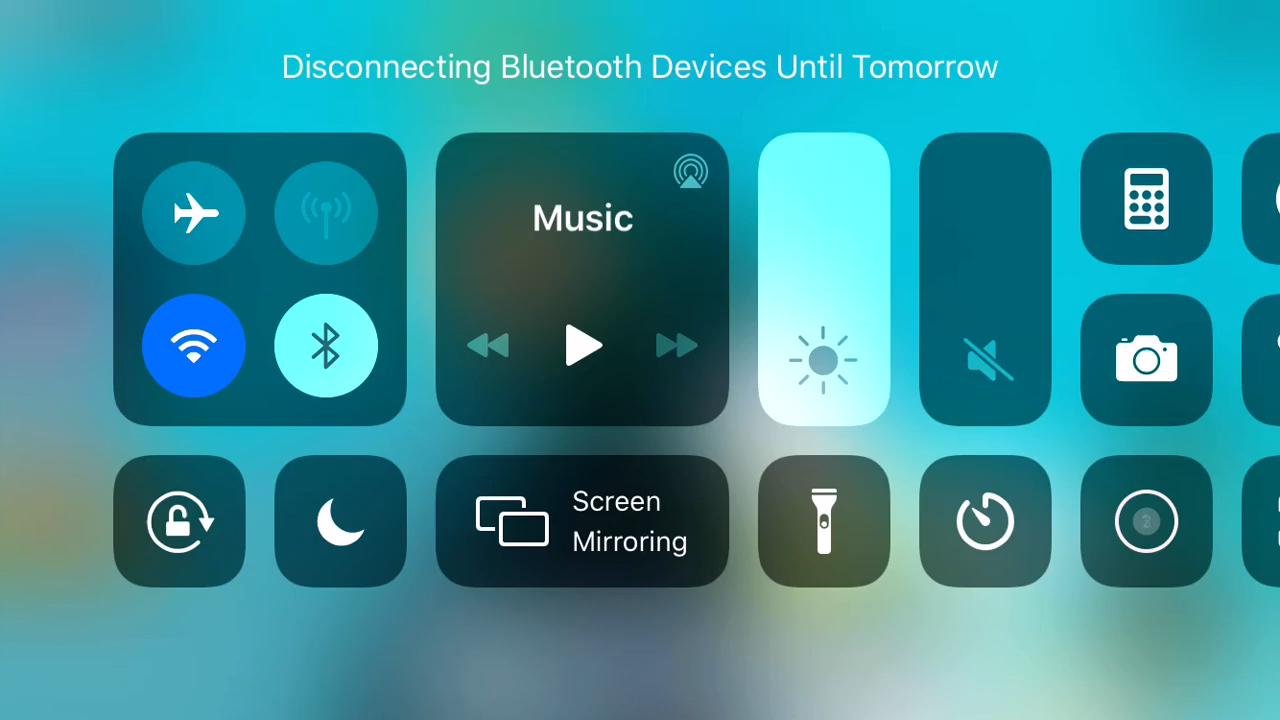 Disconnecting Bluetooth Devices Until Tomorrow
Music
Screen
Mirroring